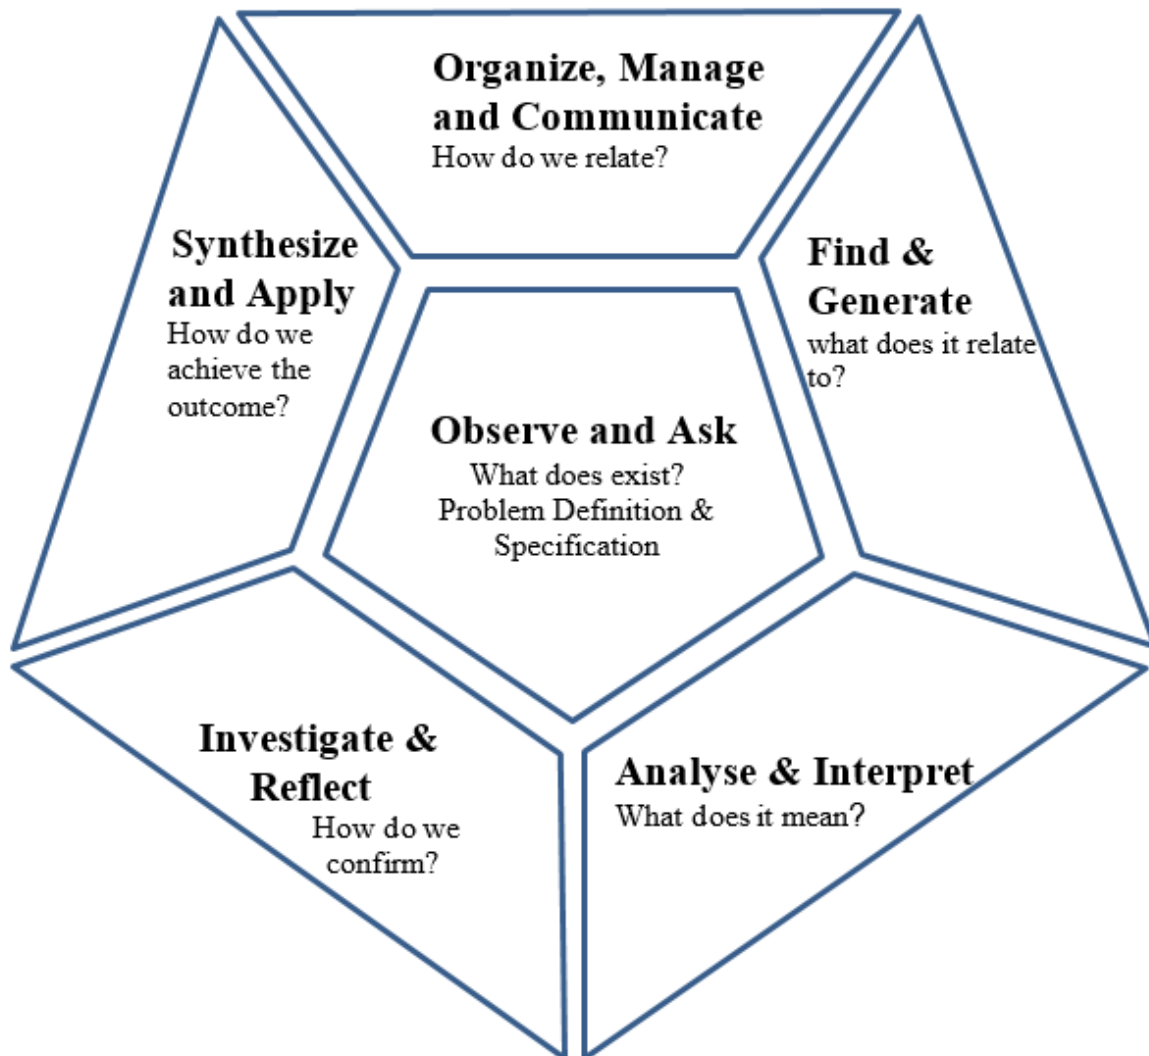 Organize, Manage
and Communicate
How do we relate?
Synthesize
and Apply
How do we
achieve the
outcome?
Find &
Generate
what does it relate
to?
Observe and Ask
What does exist?
Problem Definition &
Specification
Investigate &
Reflect
How do we
confirm?
Analyse & Interpret
What does it mean?